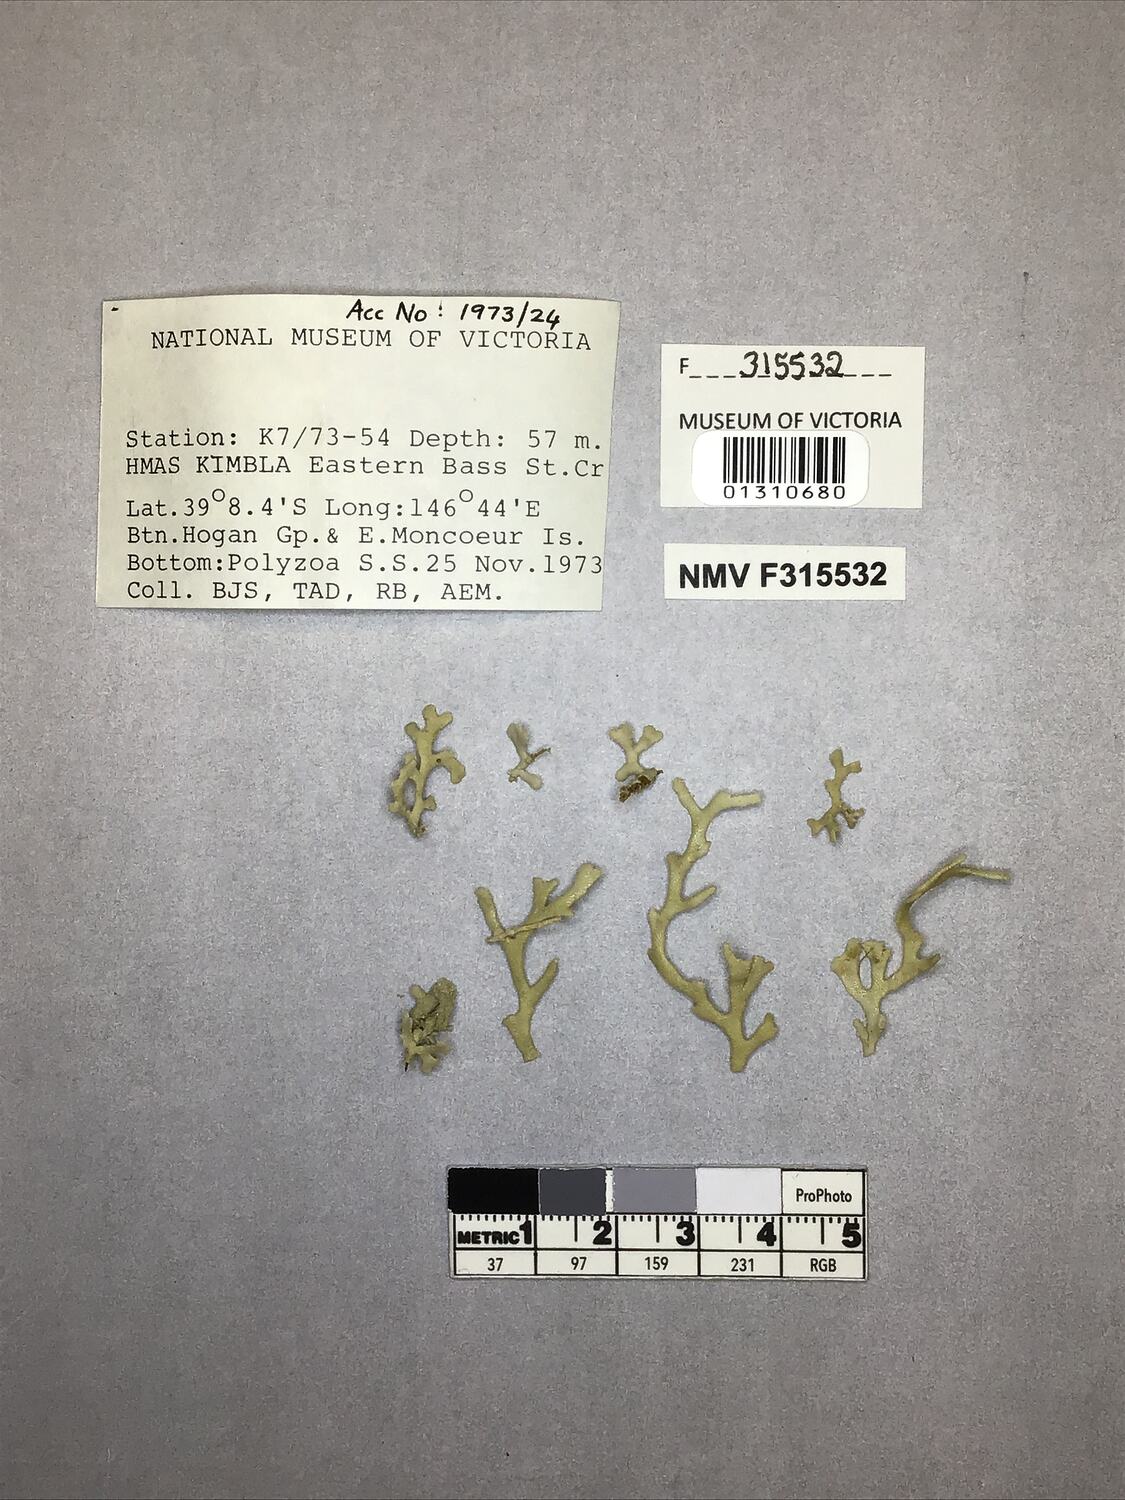 Acc No: 1973/24
NATIONAL MUSEUM OF VICTORIA
Station: K7/73-54 Depth: 57 m.
HMAS KIMBLA Eastern Bass St.Cr
Lat.39°8.4'S Long:146°44'E
Btn.Hogan Gp.& E.Moncoeur Is.
Bottom:Polyzoa S.S.25 Nov.1973
Coll. BJS, TAD, RB, AEM.
F___315532___
MUSEUM OF VICTORIA
01310680
NMV F315532
ProPhoto
METRIC 1 2 3 4 5
37 97 159 231 RGB